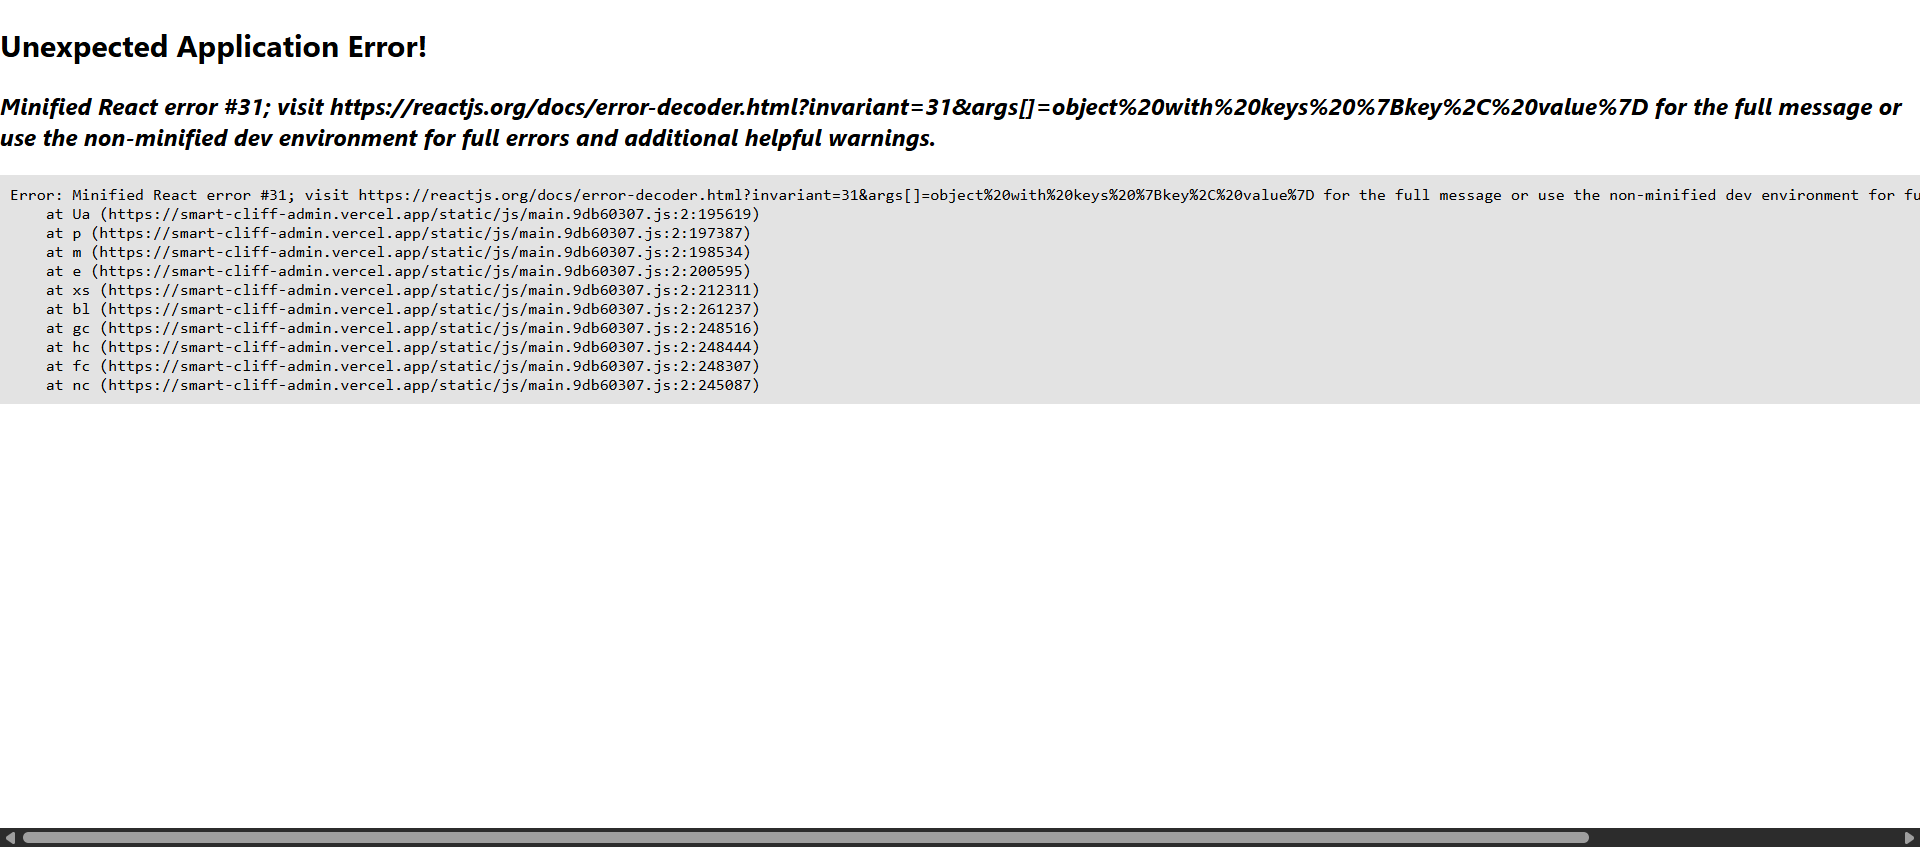 Unexpected Application Error!
Minified React error #31; visit https://reactjs.org/docs/error-decoder.html?invariant=31&args[]=object%20with%20keys%20%7Bkey%2C%20value%7D for the full message or
use the non-minified dev environment for full errors and additional helpful warnings.
Error: Minified React error #31; visit https://reactjs.org/docs/error-decoder.html?invariant=31&args[]=object%20with%20keys%20%7Bkey%2C%20value%7D for the full message or use the non-minified dev environment for fu
    at Ua (https://smart-cliff-admin.vercel.app/static/js/main.9db60307.js:2:195619)
    at p (https://smart-cliff-admin.vercel.app/static/js/main.9db60307.js:2:197387)
    at m (https://smart-cliff-admin.vercel.app/static/js/main.9db60307.js:2:198534)
    at e (https://smart-cliff-admin.vercel.app/static/js/main.9db60307.js:2:200595)
    at xs (https://smart-cliff-admin.vercel.app/static/js/main.9db60307.js:2:212311)
    at bl (https://smart-cliff-admin.vercel.app/static/js/main.9db60307.js:2:261237)
    at gc (https://smart-cliff-admin.vercel.app/static/js/main.9db60307.js:2:248516)
    at hc (https://smart-cliff-admin.vercel.app/static/js/main.9db60307.js:2:248444)
    at fc (https://smart-cliff-admin.vercel.app/static/js/main.9db60307.js:2:248307)
    at nc (https://smart-cliff-admin.vercel.app/static/js/main.9db60307.js:2:245087)